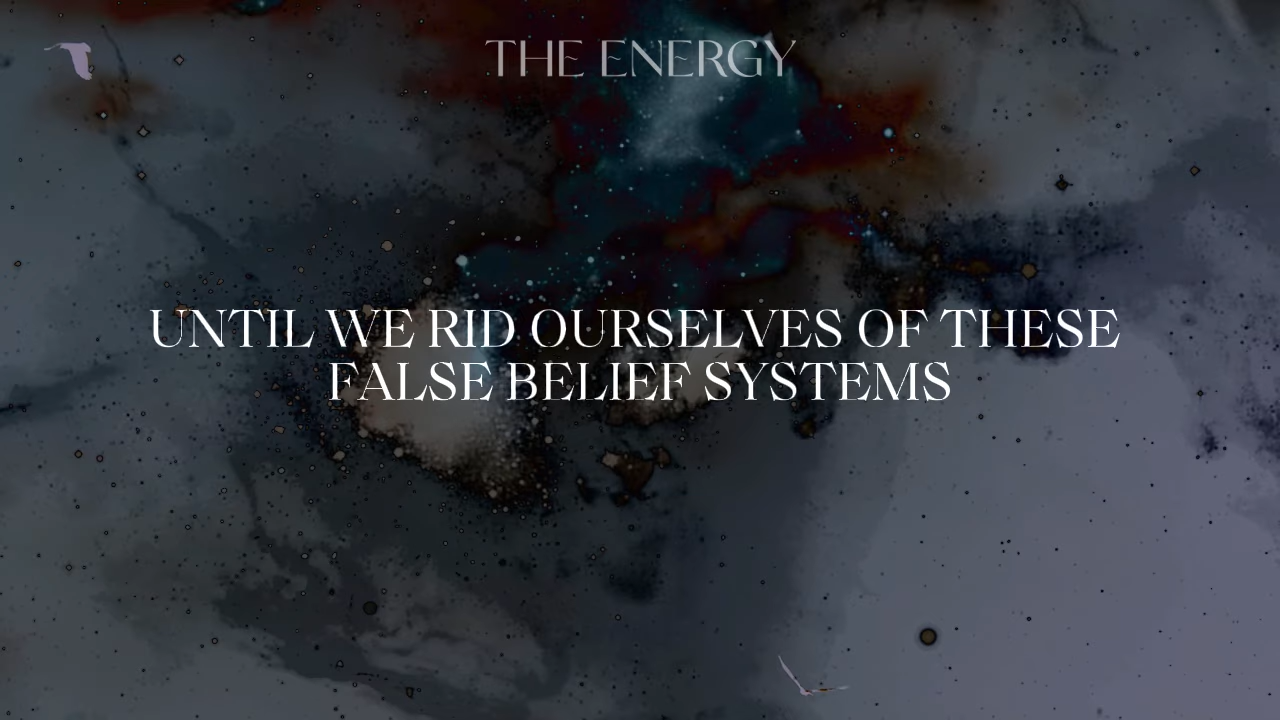 THE ENERGY
UNTIL WE RID OURSELVES OF THESE
FALSE BELIEF SYSTEMS